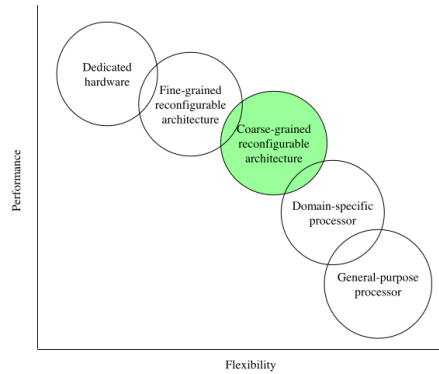 Dedicated
hardware
Fine-grained
reconfigurable
architecture
Coarse-grained
reconfigurable
architecture
Domain-specific
processor
General-purpose
processor
Performance
Flexibility